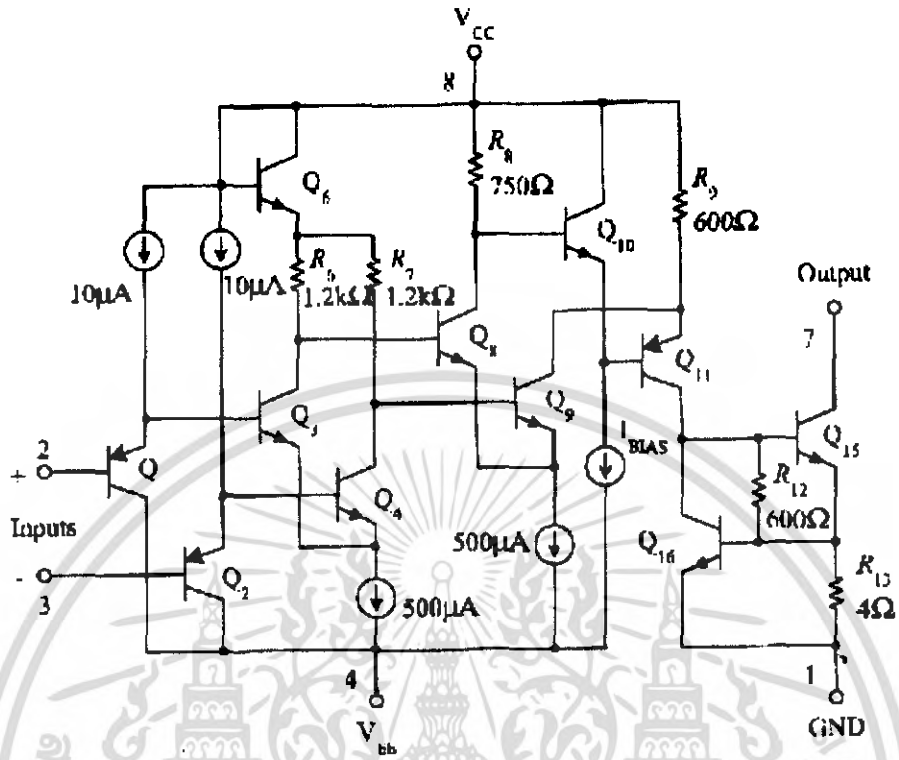 V_CC
8
R_8
750Ω
Q_6
Q_10
R_9
600Ω
10μA
10μA
R_6
1.2kΩ
R_7
1.2kΩ
Output
7
Q_8
Q_11
Q_9
Q_3
I_BIAS
Q_15
2
+
Q
Inputs
-
3
Q_4
Q_2
R_12
600Ω
Q_16
500μA
500μA
R_13
4Ω
4
V_bb
1
GND